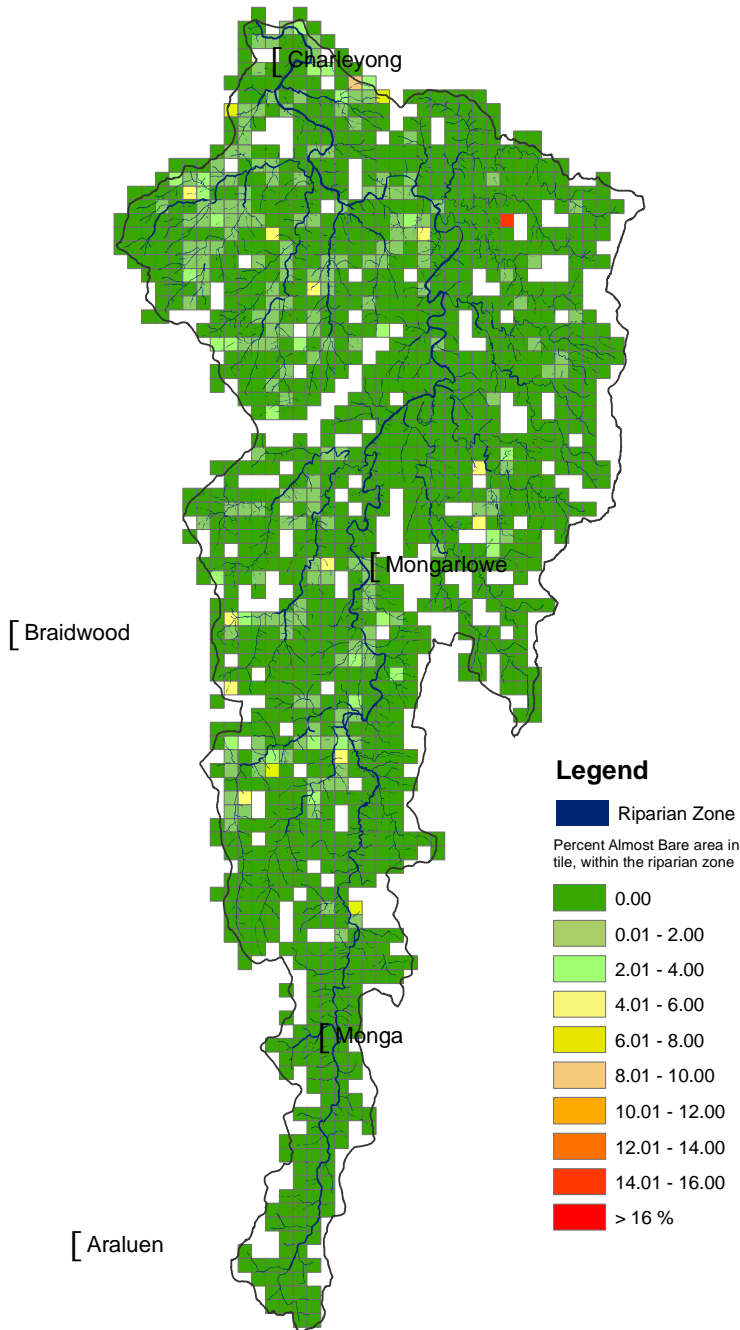 [ Charleyong
[ Mongarlowe
[ Braidwood
Legend
Riparian Zone
Percent Almost Bare area in
tile, within the riparian zone
0.00
0.01 - 2.00
2.01 - 4.00
4.01 - 6.00
6.01 - 8.00
[ Monga
8.01 - 10.00
10.01 - 12.00
12.01 - 14.00
14.01 - 16.00
> 16 %
[ Araluen